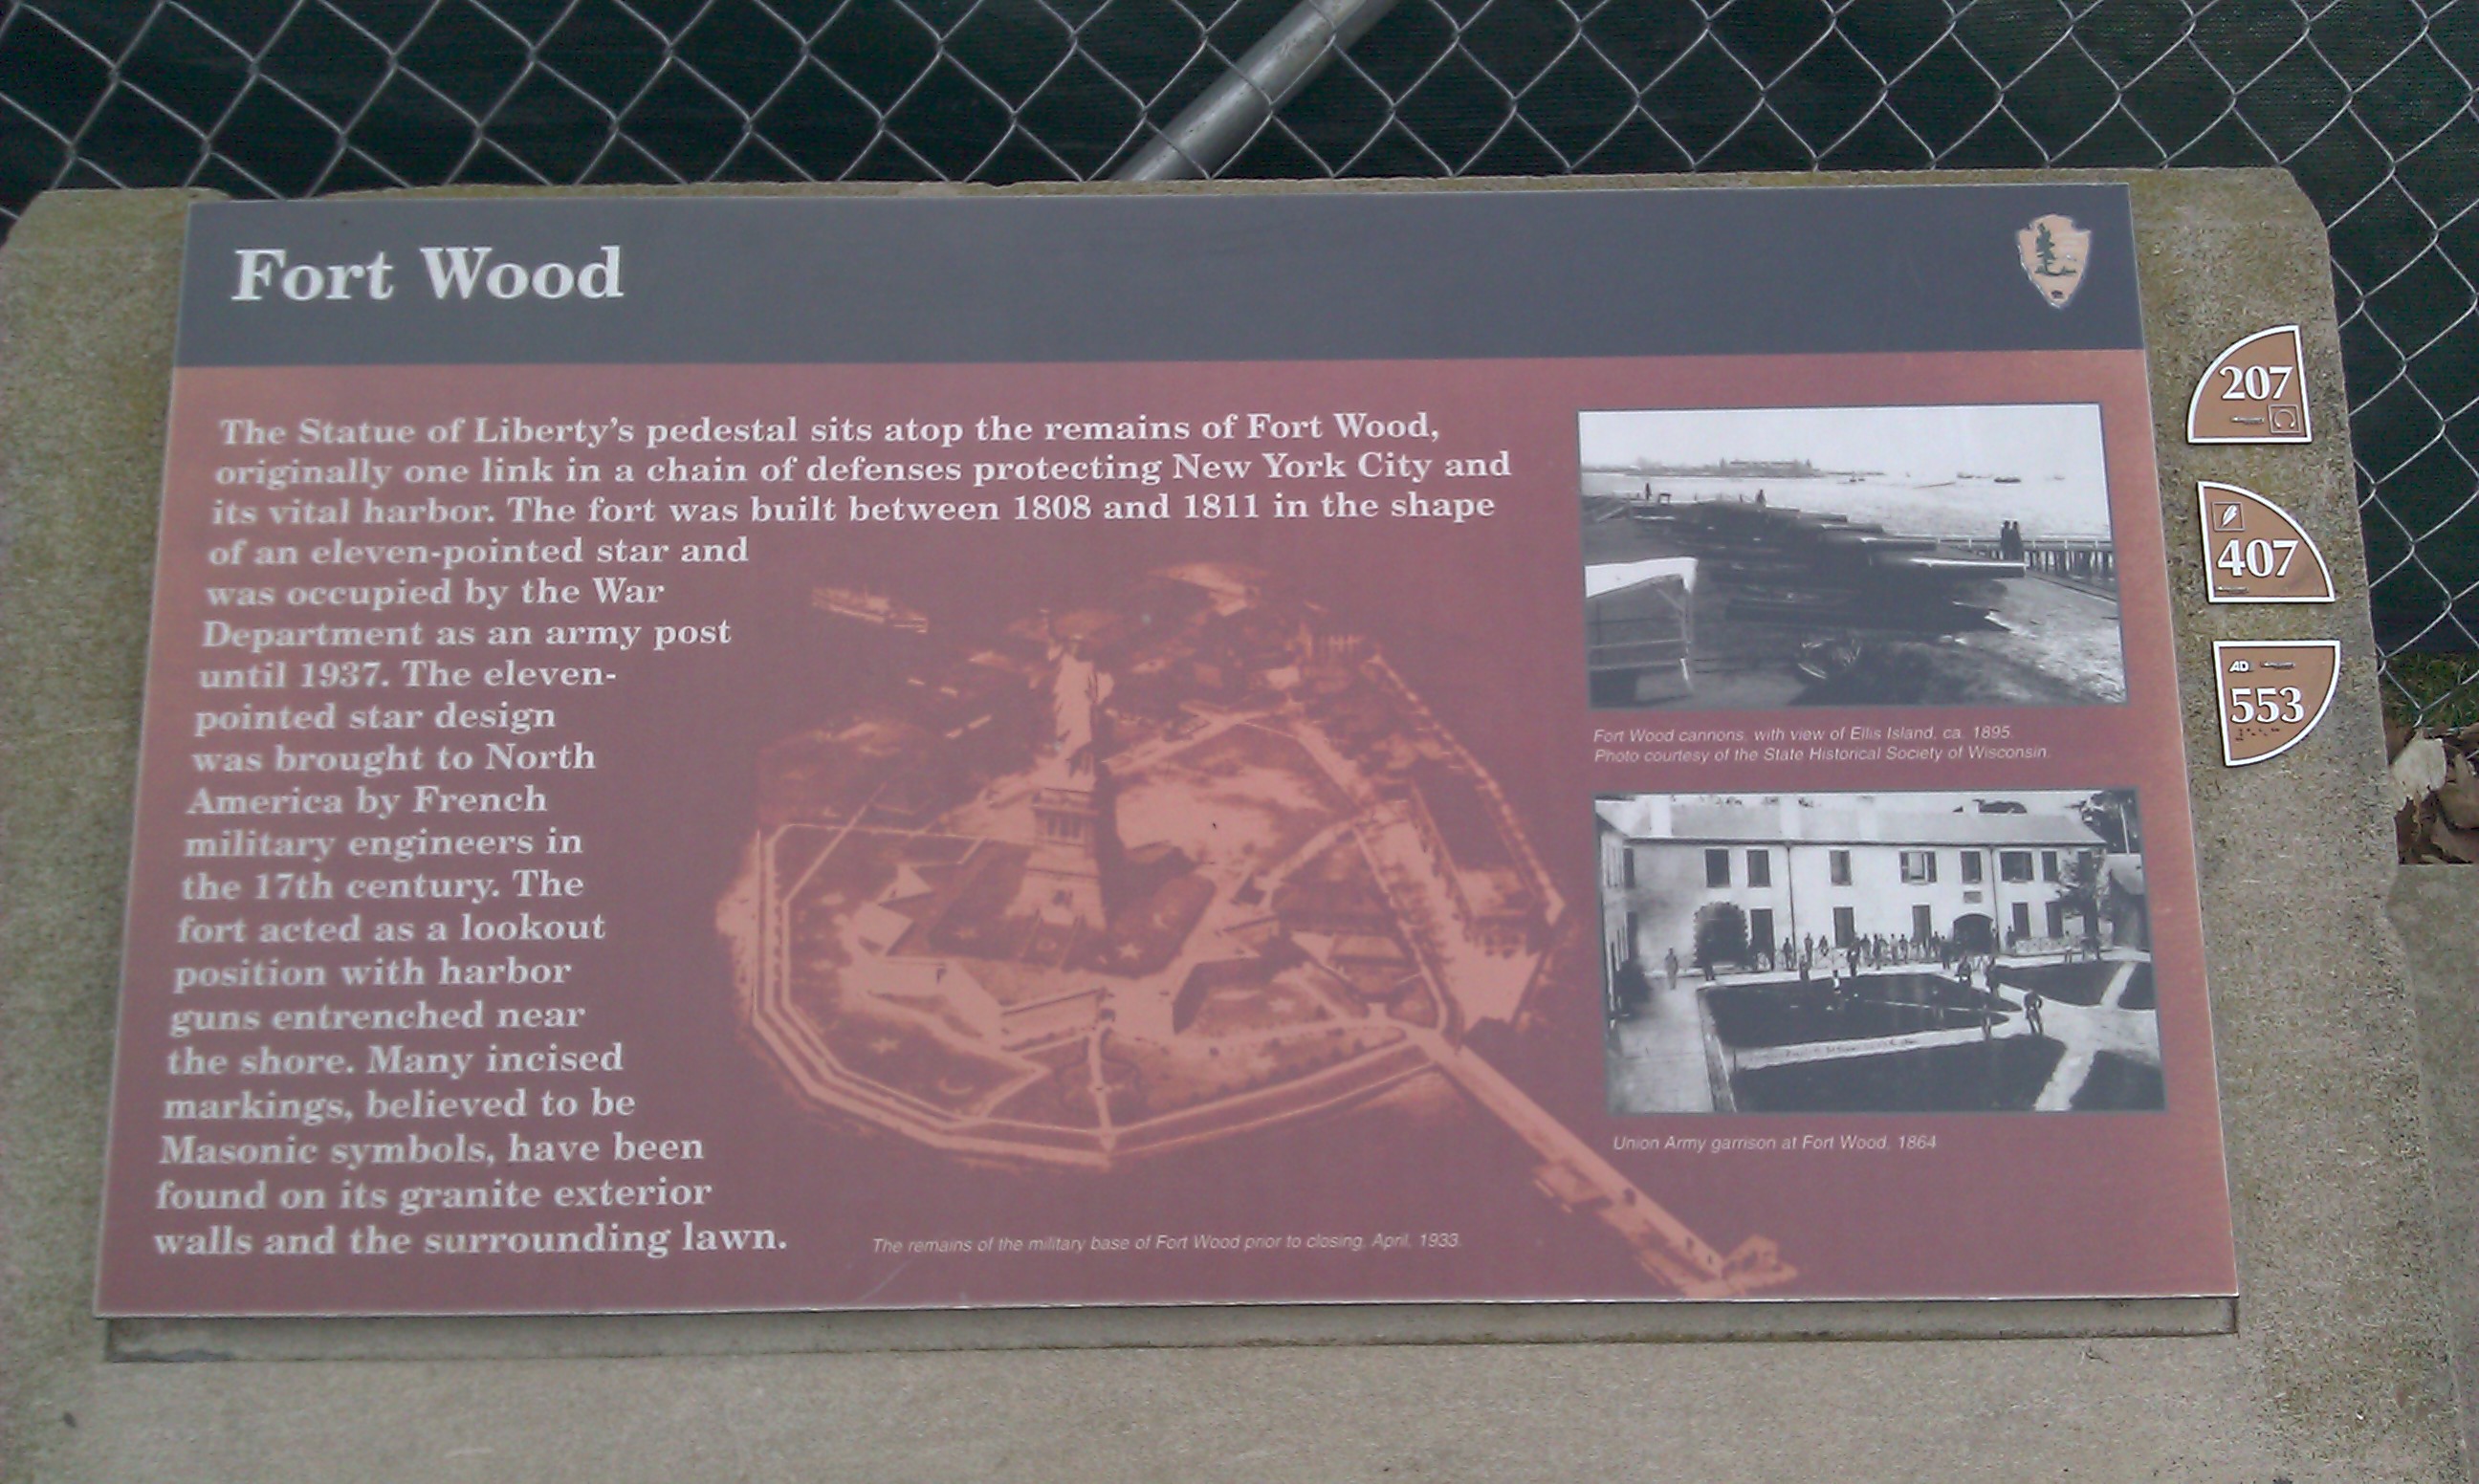 Fort Wood
The Statue of Liberty's pedestal sits atop the remains of Fort Wood,
originally one link in a chain of defenses protecting New York City and
its vital harbor. The fort was built between 1808 and 1811 in the shape
of an eleven-pointed star and
was occupied by the War
Department as an army post
until 1937. The eleven-
pointed star design
was brought to North
America by French
military engineers in
the 17th century. The
fort acted as a lookout
position with harbor
guns entrenched near
the shore. Many incised
markings, believed to be
Masonic symbols, have been
found on its granite exterior
walls and the surrounding lawn.
The remains of the military base of Fort Wood prior to closing, April, 1933.
Fort Wood cannons, with view of Ellis Island, ca. 1895.
Photo courtesy of the State Historical Society of Wisconsin.
Union Army garrison at Fort Wood, 1864
207
407
AD
553